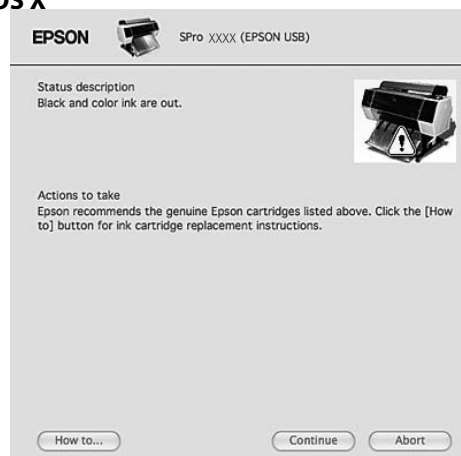 OS X
EPSON
SPro XXXX (EPSON USB)
Status description
Black and color ink are out.
Actions to take
Epson recommends the genuine Epson cartridges listed above. Click the [How
to] button for ink cartridge replacement instructions.
How to...
Continue
Abort